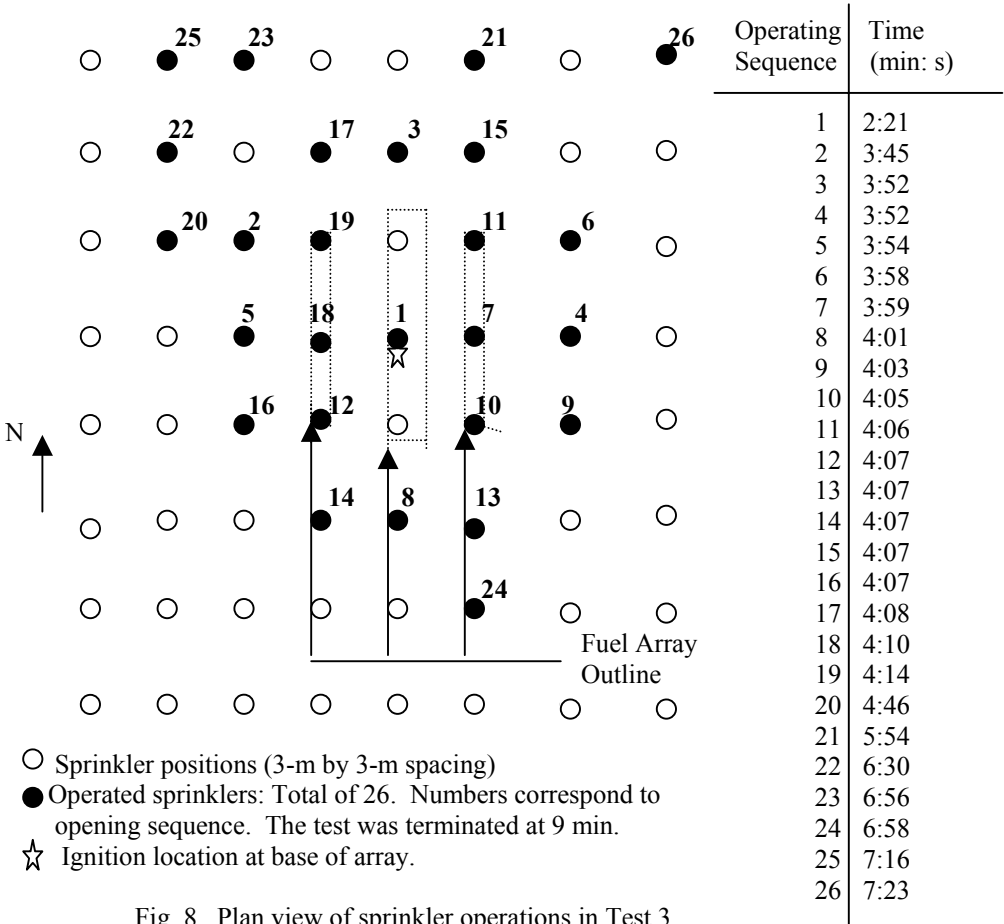 25 23 21 26
22 17 3 15
20 2 19 11 6
5 18 1 7 4
16 12 10 9
N
14 8 13
24
Fuel Array
Outline
Sprinkler positions (3-m by 3-m spacing)
Operated sprinklers: Total of 26. Numbers correspond to
opening sequence. The test was terminated at 9 min.
Ignition location at base of array.
Fig. 8 Plan view of sprinkler operations in Test 3
Operating Time
Sequence (min: s)
1 2:21
2 3:45
3 3:52
4 3:52
5 3:54
6 3:58
7 3:59
8 4:01
9 4:03
10 4:05
11 4:06
12 4:07
13 4:07
14 4:07
15 4:07
16 4:07
17 4:08
18 4:10
19 4:14
20 4:46
21 5:54
22 6:30
23 6:56
24 6:58
25 7:16
26 7:23